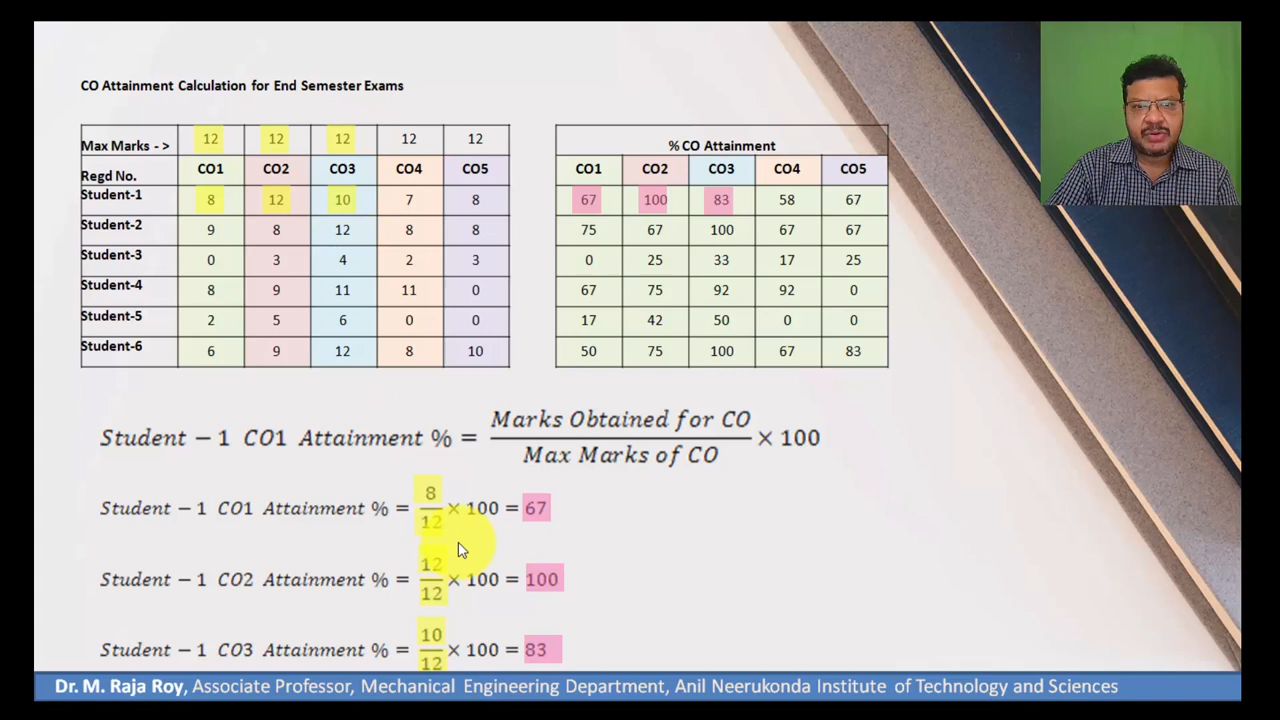 CO Attainment Calculation for End Semester Exams
Max Marks - > 12 12 12 12 12
Regd No. CO1 CO2 CO3 CO4 CO5
Student-1 8 12 10 7 8
Student-2 9 8 12 8 8
Student-3 0 3 4 2 3
Student-4 8 9 11 11 0
Student-5 2 5 6 0 0
Student-6 6 9 12 8 10
% CO Attainment
CO1 CO2 CO3 CO4 CO5
67 100 83 58 67
75 67 100 67 67
0 25 33 17 25
67 75 92 92 0
17 42 50 0 0
50 75 100 67 83
Student − 1 CO1 Attainment % = Marks Obtained for CO / Max Marks of CO × 100
Student − 1 CO1 Attainment % = 8/12 × 100 = 67
Student − 1 CO2 Attainment % = 12/12 × 100 = 100
Student − 1 CO3 Attainment % = 10/12 × 100 = 83
Dr. M. Raja Roy, Associate Professor, Mechanical Engineering Department, Anil Neerukonda Institute of Technology and Sciences